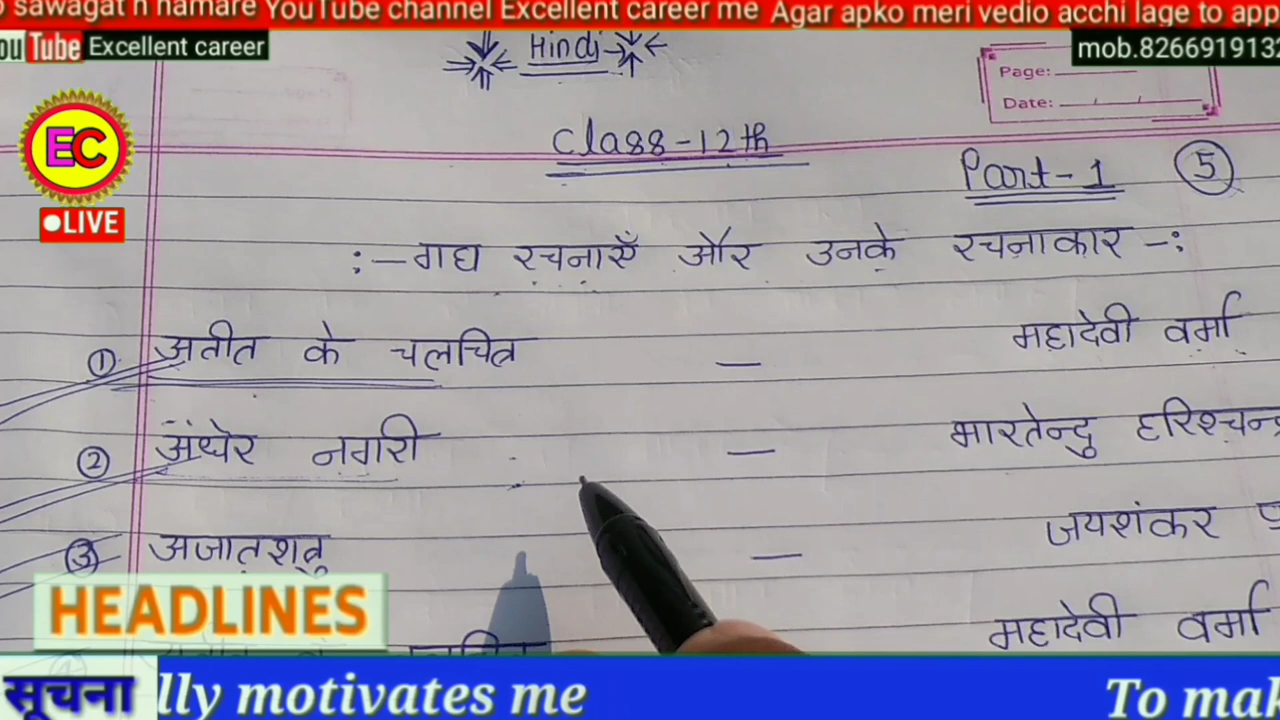 sawagat h hamare YouTube channel Excellent career me Agar apko meri vedio acchi lage to app
You Tube Excellent career
mob.8266919132
Hindi
Page:
Date:
EC
LIVE
Class-12th
Part-1 5
:- गद्य रचनाएँ और उनके रचनाकार -:
① अतीत के चलचित्र - महादेवी वर्मा
② अंधेर नगरी - भारतेन्दु हरिश्चन्द्र
③ अजातशत्रु - जयशंकर
HEADLINES
महादेवी वर्मा
सूचना lly motivates me To mak